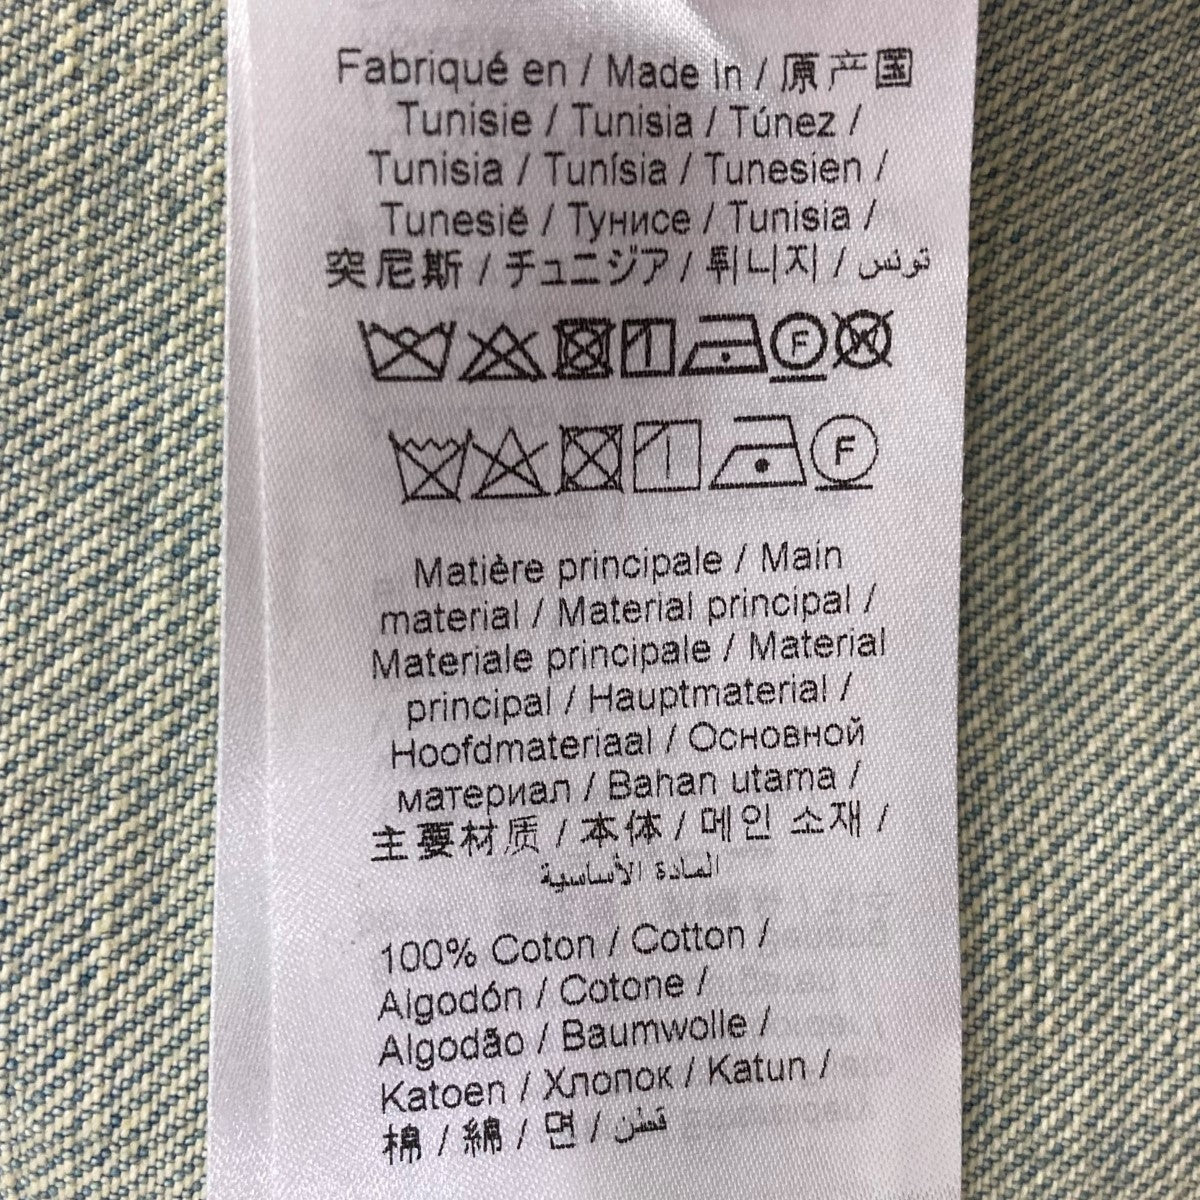 Fabriqué en / Made In / 原产国
Tunisie / Tunisia / Túnez /
Tunisia / Tunísia / Tunesien /
Tunesië / Тунисе / Tunisia /
突尼斯 / チュニジア / 튀니지 / تونس
F
F
Matière principale / Main
material / Material principal /
Materiale principale / Material
principal / Hauptmaterial /
Hoofdmateriaal / Основной
материал / Bahan utama /
主要材质 / 本体 / 메인 소재 /
المادة الأساسية
100% Coton / Cotton /
Algodón / Cotone /
Algodão / Baumwolle /
Katoen / Хлопок / Katun /
棉 / 綿 / 면 / قطن